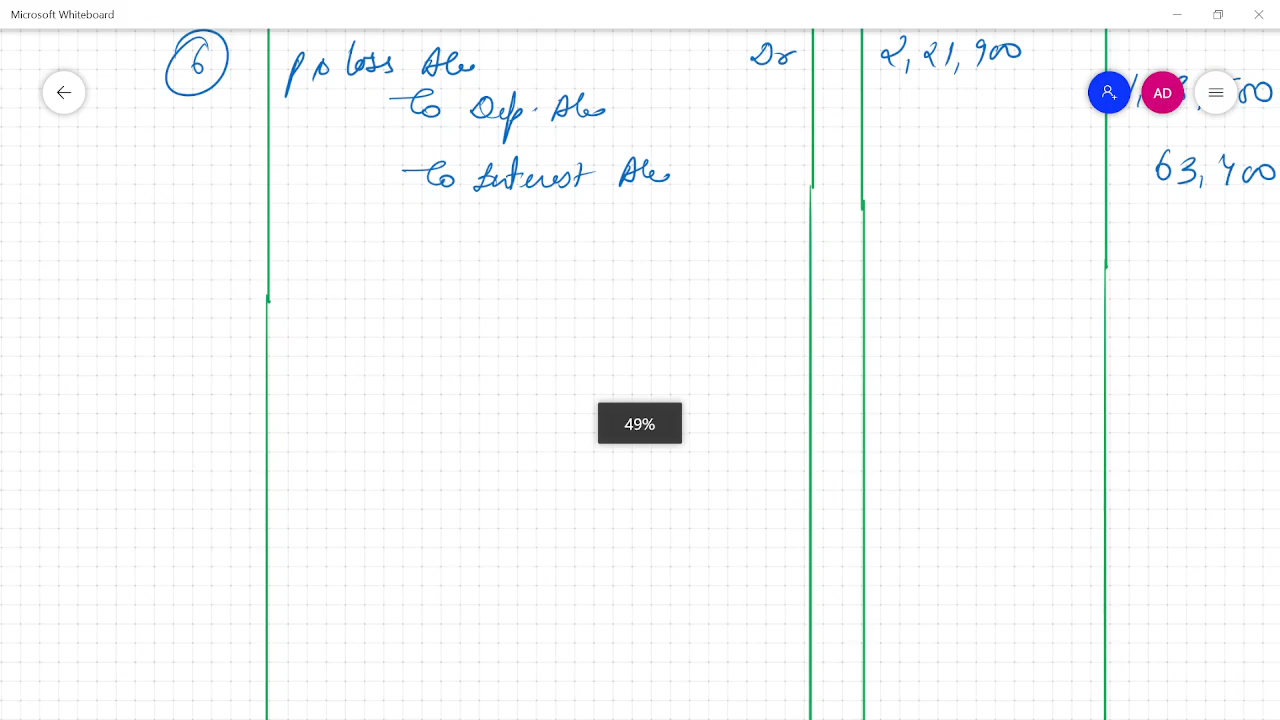 Microsoft Whiteboard
6 P & loss A/c Dr 2,21,900
To Dep. A/c
To Interest A/c 63,400
AD
49%